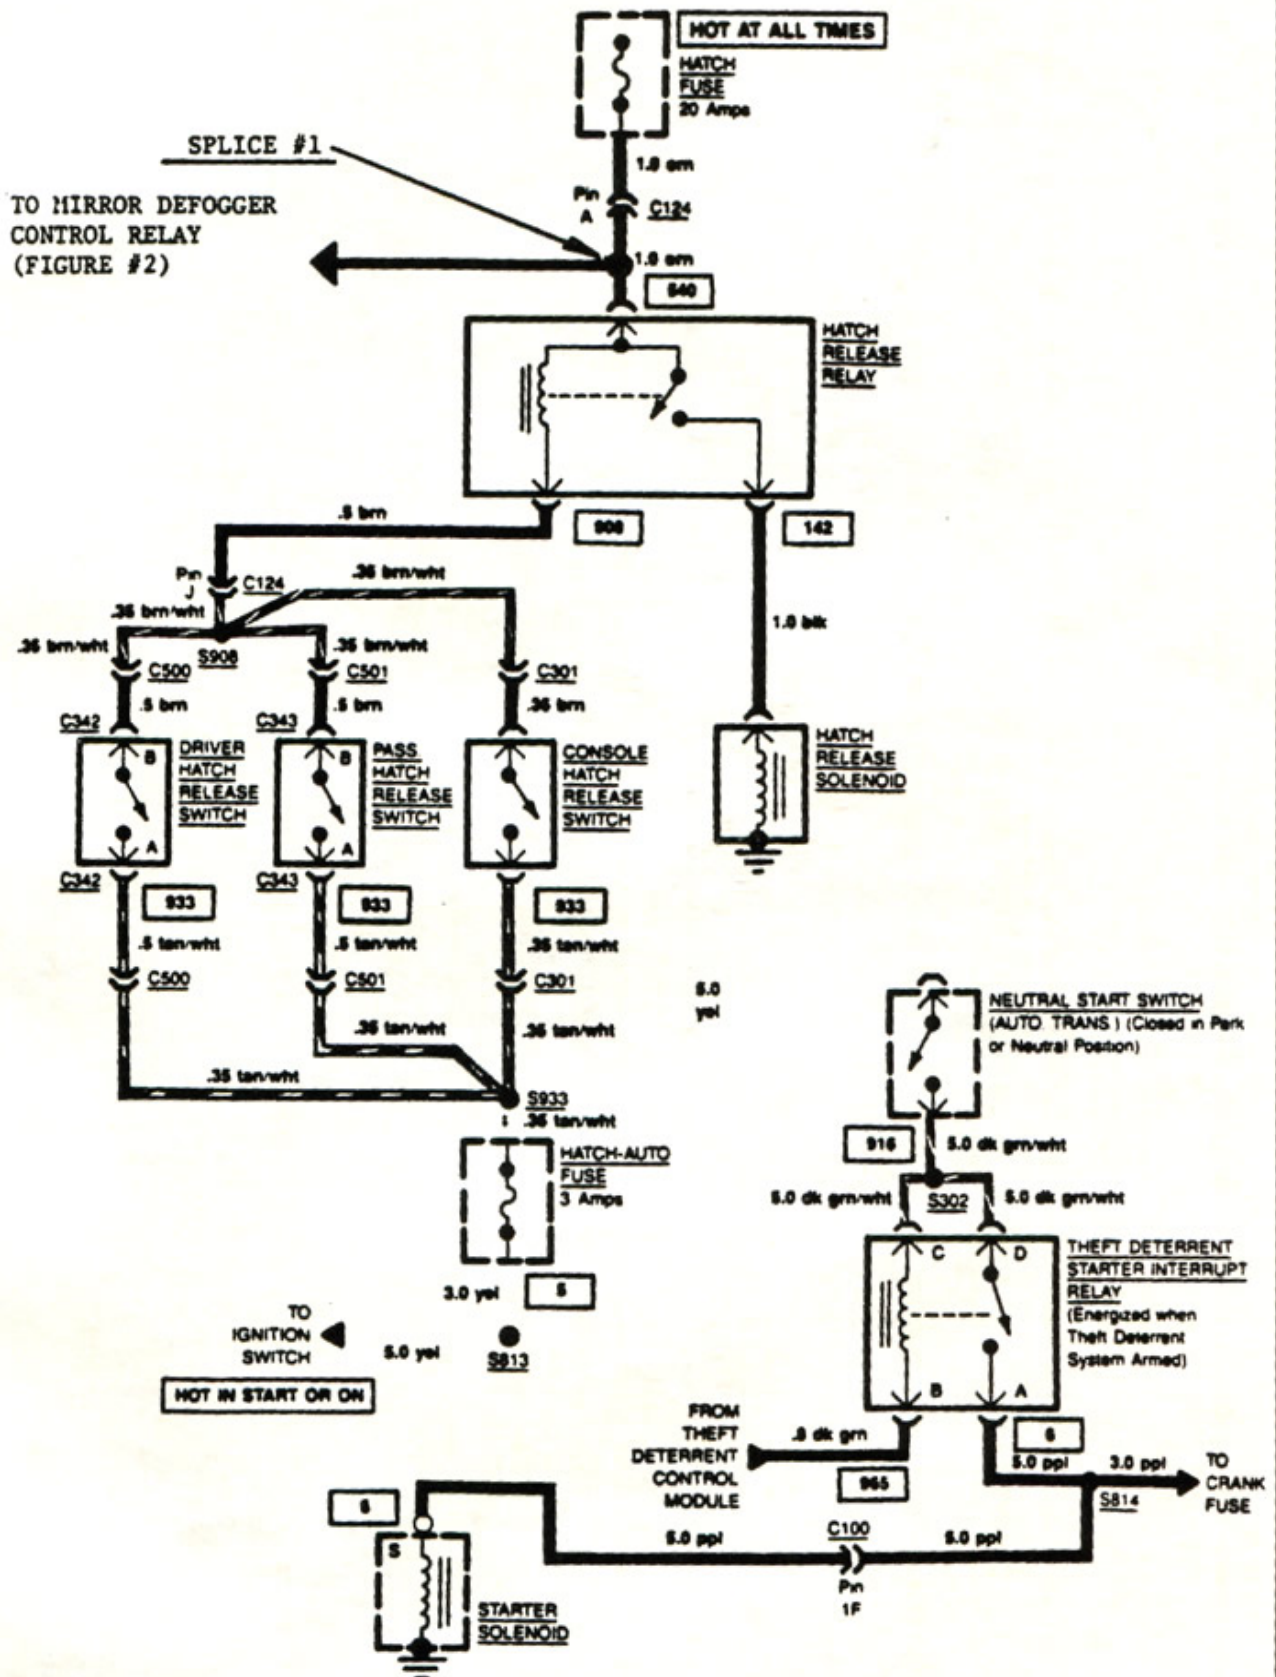 HOT AT ALL TIMES
HATCH
FUSE
20 Amps
SPLICE #1
1.0 orn
Pin
A
C124
TO MIRROR DEFOGGER
CONTROL RELAY
(FIGURE #2)
1.0 orn
640
HATCH
RELEASE
RELAY
.5 brn
908
142
Pin
J
C124
.35 brn/wht
.35 brn/wht
.35 brn/wht
.35 brn/wht
S908
1.0 blk
C500
C501
C301
.5 brn
.5 brn
.35 brn
C342
C343
B
DRIVER
HATCH
RELEASE
SWITCH
A
B
PASS
HATCH
RELEASE
SWITCH
A
CONSOLE
HATCH
RELEASE
SWITCH
HATCH
RELEASE
SOLENOID
C342
C343
933
933
933
.5 tan/wht
.5 tan/wht
.35 tan/wht
C500
C501
C301
5.0
yel
.35 tan/wht
.35 tan/wht
.35 tan/wht
S933
.35 tan/wht
NEUTRAL START SWITCH
(AUTO. TRANS.) (Closed in Park
or Neutral Position)
916
5.0 dk grn/wht
HATCH-AUTO
FUSE
3 Amps
5.0 dk grn/wht
S302
5.0 dk grn/wht
C
D
THEFT DETERRENT
STARTER INTERRUPT
RELAY
(Energized when
Theft Deterrent
System Armed)
B
A
3.0 yel
5
TO
IGNITION
SWITCH
5.0 yel
S813
HOT IN START OR ON
FROM
THEFT
DETERRENT
CONTROL
MODULE
.8 dk grn
965
6
5.0 ppl
3.0 ppl
S814
TO
CRANK
FUSE
6
S
5.0 ppl
C100
5.0 ppl
Pin
1F
STARTER
SOLENOID